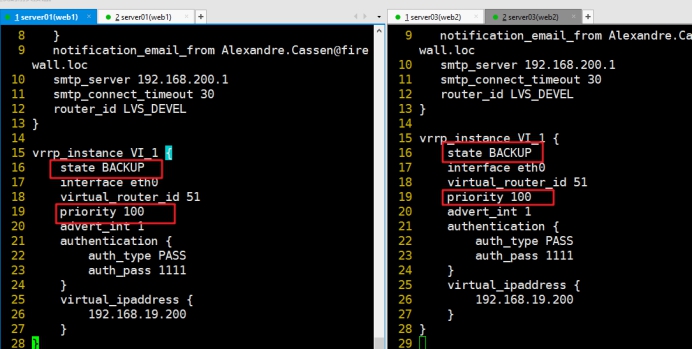 1 server01(web1)
2 server01(web1)
8 }
9 notification_email_from Alexandre.Cassen@fire
wall.loc
10 smtp_server 192.168.200.1
11 smtp_connect_timeout 30
12 router_id LVS_DEVEL
13 }
14
15 vrrp_instance VI_1 {
16 state BACKUP
17 interface eth0
18 virtual_router_id 51
19 priority 100
20 advert_int 1
21 authentication {
22 auth_type PASS
23 auth_pass 1111
24 }
25 virtual_ipaddress {
26 192.168.19.200
27 }
28 }
1 server03(web2)
2 server03(web2)
9 notification_email_from Alexandre.Cas
wall.loc
10 smtp_server 192.168.200.1
11 smtp_connect_timeout 30
12 router_id LVS_DEVEL
13 }
14
15 vrrp_instance VI_1 {
16 state BACKUP
17 interface eth0
18 virtual_router_id 51
19 priority 100
20 advert_int 1
21 authentication {
22 auth_type PASS
23 auth_pass 1111
24 }
25 virtual_ipaddress {
26 192.168.19.200
27 }
28 }
29